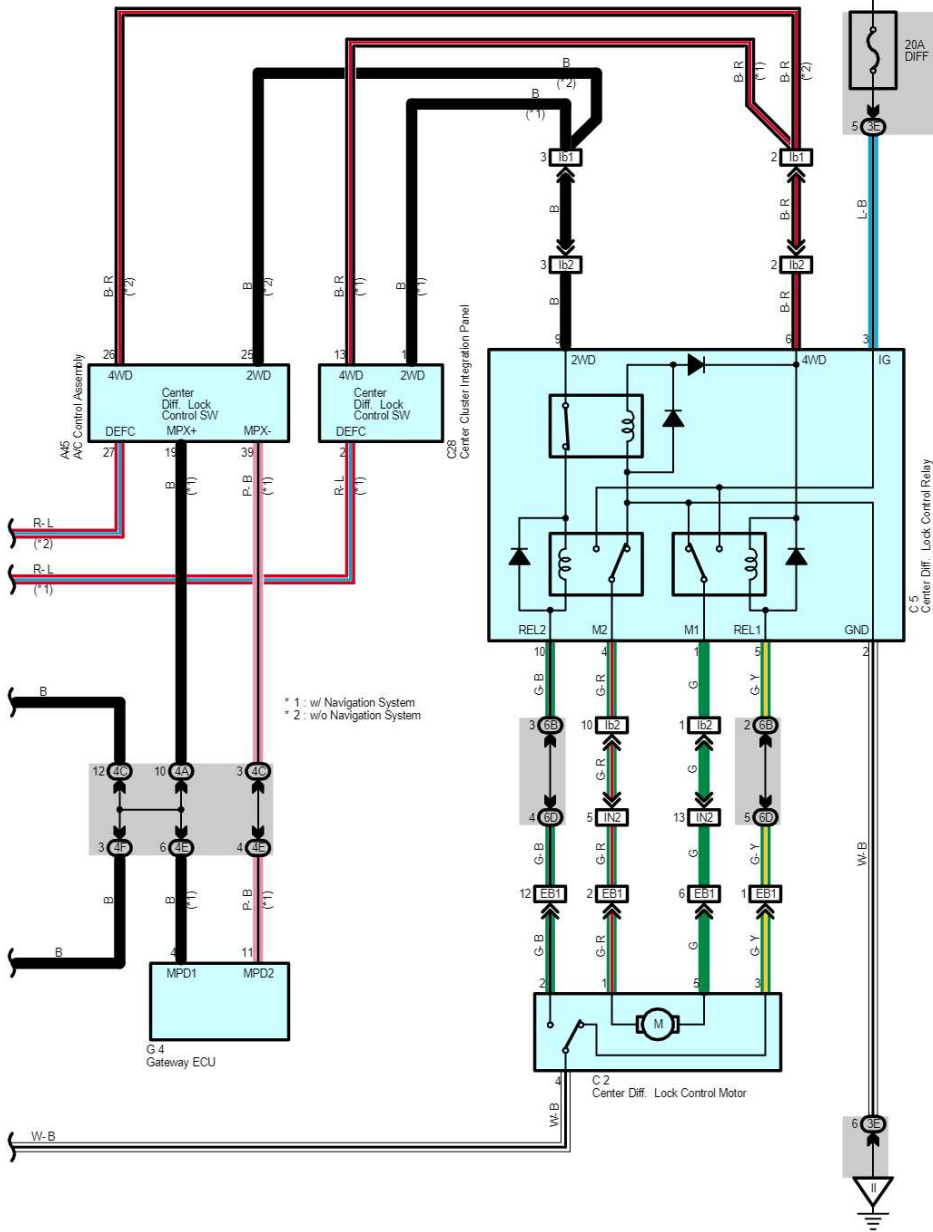 20A
DIFF
B
(*2)
B
(*1)
B-R
(*1)
B-R
(*2)
5 3E
3 Ib1
2 Ib1
L-B
B
B-R
3 Ib2
2 Ib2
B
B-R
B-R
(*2)
B
(*2)
B-R
(*1)
B
(*1)
26
25
13
1
9
6
3
4WD
2WD
4WD
2WD
2WD
4WD
IG
Center
Diff. Lock
Control SW
Center
Diff. Lock
Control SW
DEFC
MPX+
MPX-
DEFC
A45
A/C Control Assembly
C28
Center Cluster Integration Panel
27
19
39
2
B
(*1)
P-B
(*1)
R-L
(*1)
R-L
(*2)
R-L
(*1)
C 5
Center Diff. Lock Control Relay
REL2
M2
M1
REL1
GND
10
4
1
5
2
G-B
G-R
G
G-Y
B
* 1 : w/ Navigation System
* 2 : w/o Navigation System
3 6B
10 Ib2
1 Ib2
2 6B
12 4C
10 4A
3 4C
4 6D
5 IN2
13 IN2
5 6D
3 4F
6 4E
4 4E
G-B
G-R
G
G-Y
W-B
B
B
(*1)
P-B
(*1)
12 EB1
2 EB1
6 EB1
1 EB1
G-B
G-R
G
G-Y
B
4
11
2
1
5
3
MPD1
MPD2
M
G 4
Gateway ECU
4
C 2
Center Diff. Lock Control Motor
W-B
W-B
6 3E
II